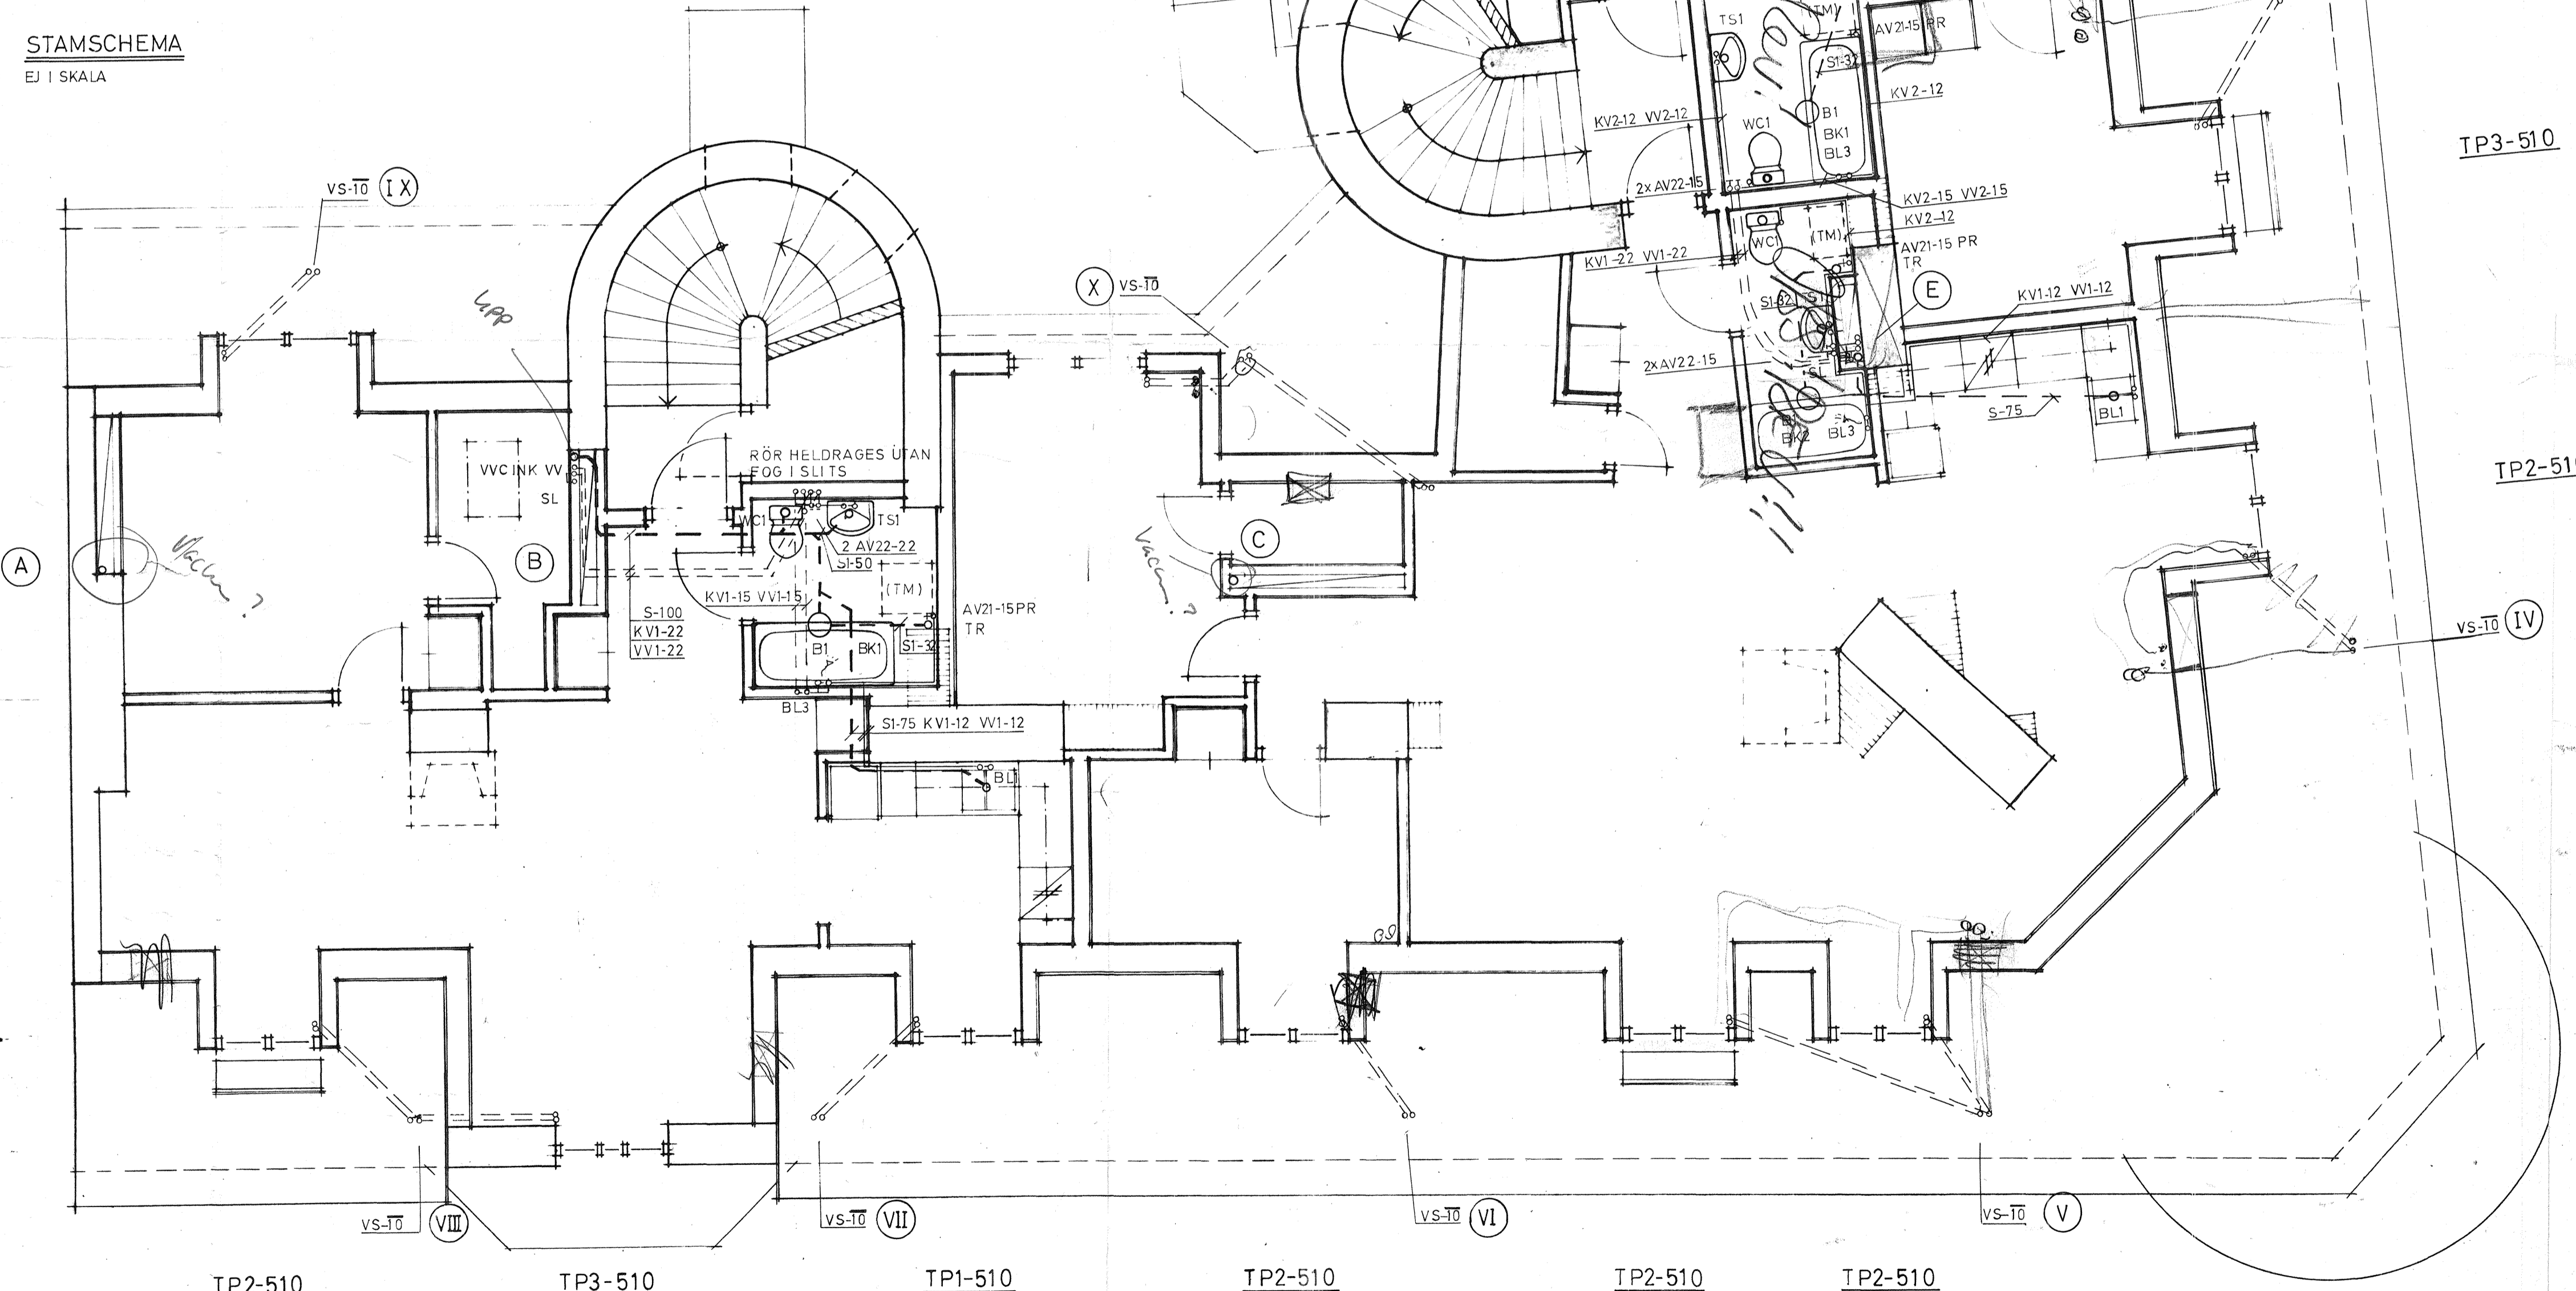 STAMSCHEMA
EJ I SKALA
TS1
(TM)
AV21-15 PR
S1-32
KV2-12
B1
BK1
BL3
WC1
KV2-12 VV2-12
2xAV22-15
KV2-15 VV2-15
KV2-12
WC1
(TM)
AV21-15 PR
TR
KV1-22 VV1-22
E
KV1-12 VV1-12
S1-32
2xAV22-15
S-75
BL1
BK2
BL3
TP3-510
VS-10
IX
upp
X
VS-10
RÖR HELDRAGES UTAN
FOG I SLITS
VVC INK VV
SL
WC1
TS1
2 AV22-22
S1-50
(TM)
A
Vacuum ?
B
Vacuum ?
C
KV1-15 VV1-15
AV21-15PR
TR
S-100
KV1-22
VV1-22
B1
BK1
S1-32
BL3
S1-75 KV1-12 VV1-12
BL1
VS-10
IV
VS-10
VIII
VS-10
VII
VS-10
VI
VS-10
V
TP2-510
TP3-510
TP1-510
TP2-510
TP2-510
TP2-510